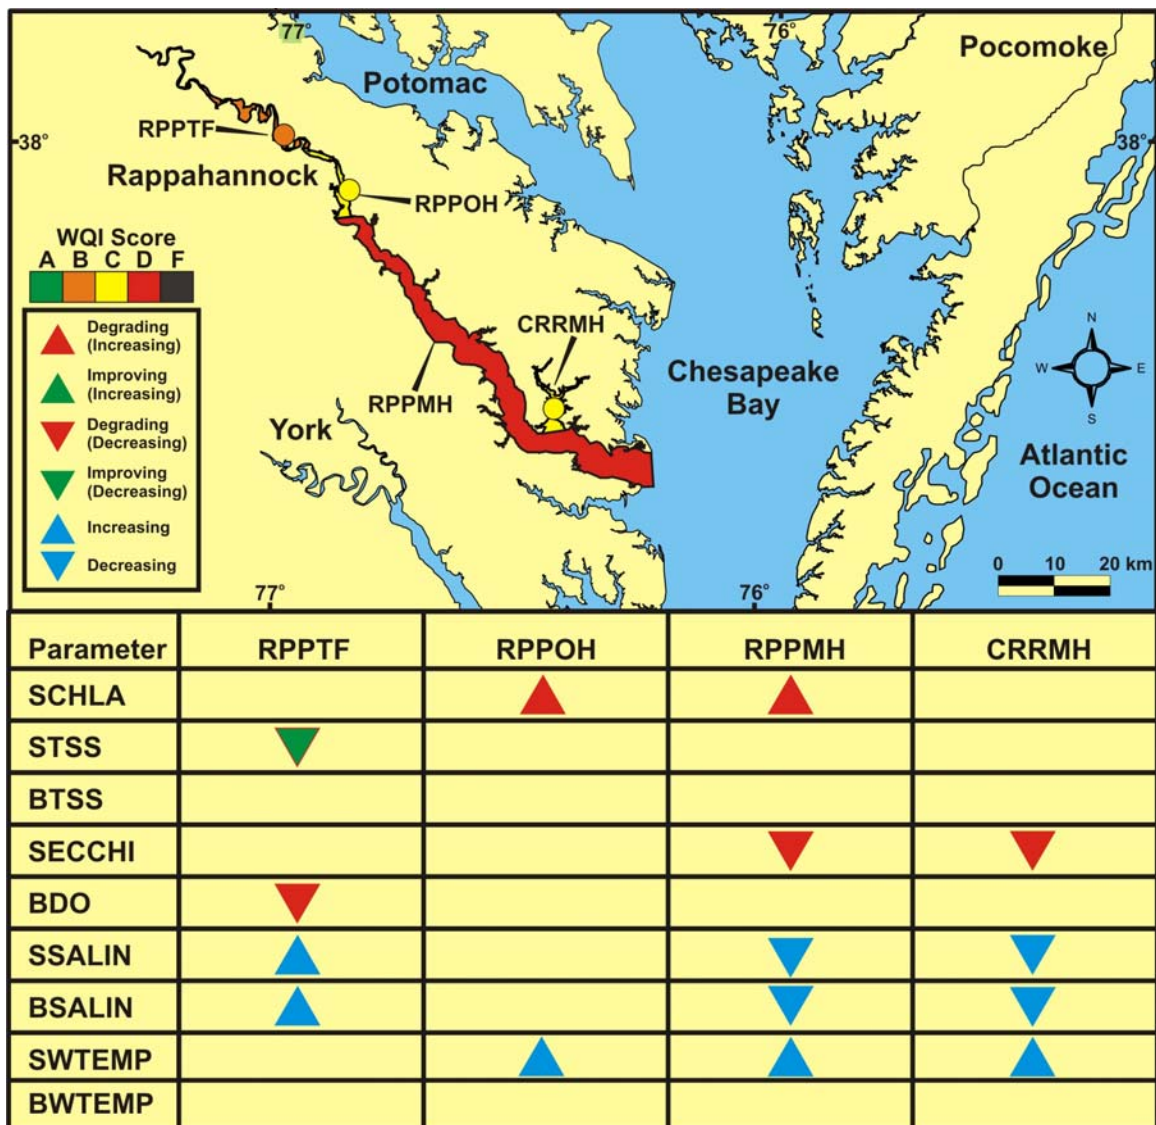 77°
76°
Pocomoke
Potomac
RPPTF
38°
38°
Rappahannock
RPPOH
WQI Score
A B C D F
Degrading
(Increasing)
Improving
(Increasing)
Degrading
(Decreasing)
Improving
(Decreasing)
Increasing
Decreasing
CRRMH
RPPMH
York
Chesapeake
Bay
N
W E
S
Atlantic
Ocean
0 10 20 km
77°
76°
Parameter RPPTF RPPOH RPPMH CRRMH
SCHLA
STSS
BTSS
SECCHI
BDO
SSALIN
BSALIN
SWTEMP
BWTEMP